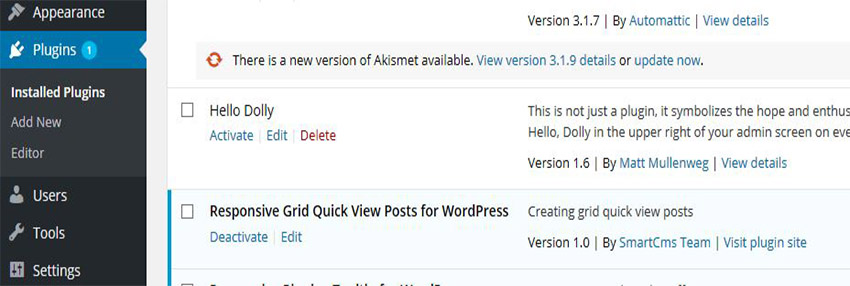 Appearance
Plugins 1
Installed Plugins
Add New
Editor
Users
Tools
Settings
Version 3.1.7 | By Automattic | View details
There is a new version of Akismet available. View version 3.1.9 details or update now.
Hello Dolly
Activate | Edit | Delete
This is not just a plugin, it symbolizes the hope and enthus
Hello, Dolly in the upper right of your admin screen on eve
Version 1.6 | By Matt Mullenweg | View details
Responsive Grid Quick View Posts for WordPress
Deactivate | Edit
Creating grid quick view posts
Version 1.0 | By SmartCms Team | Visit plugin site